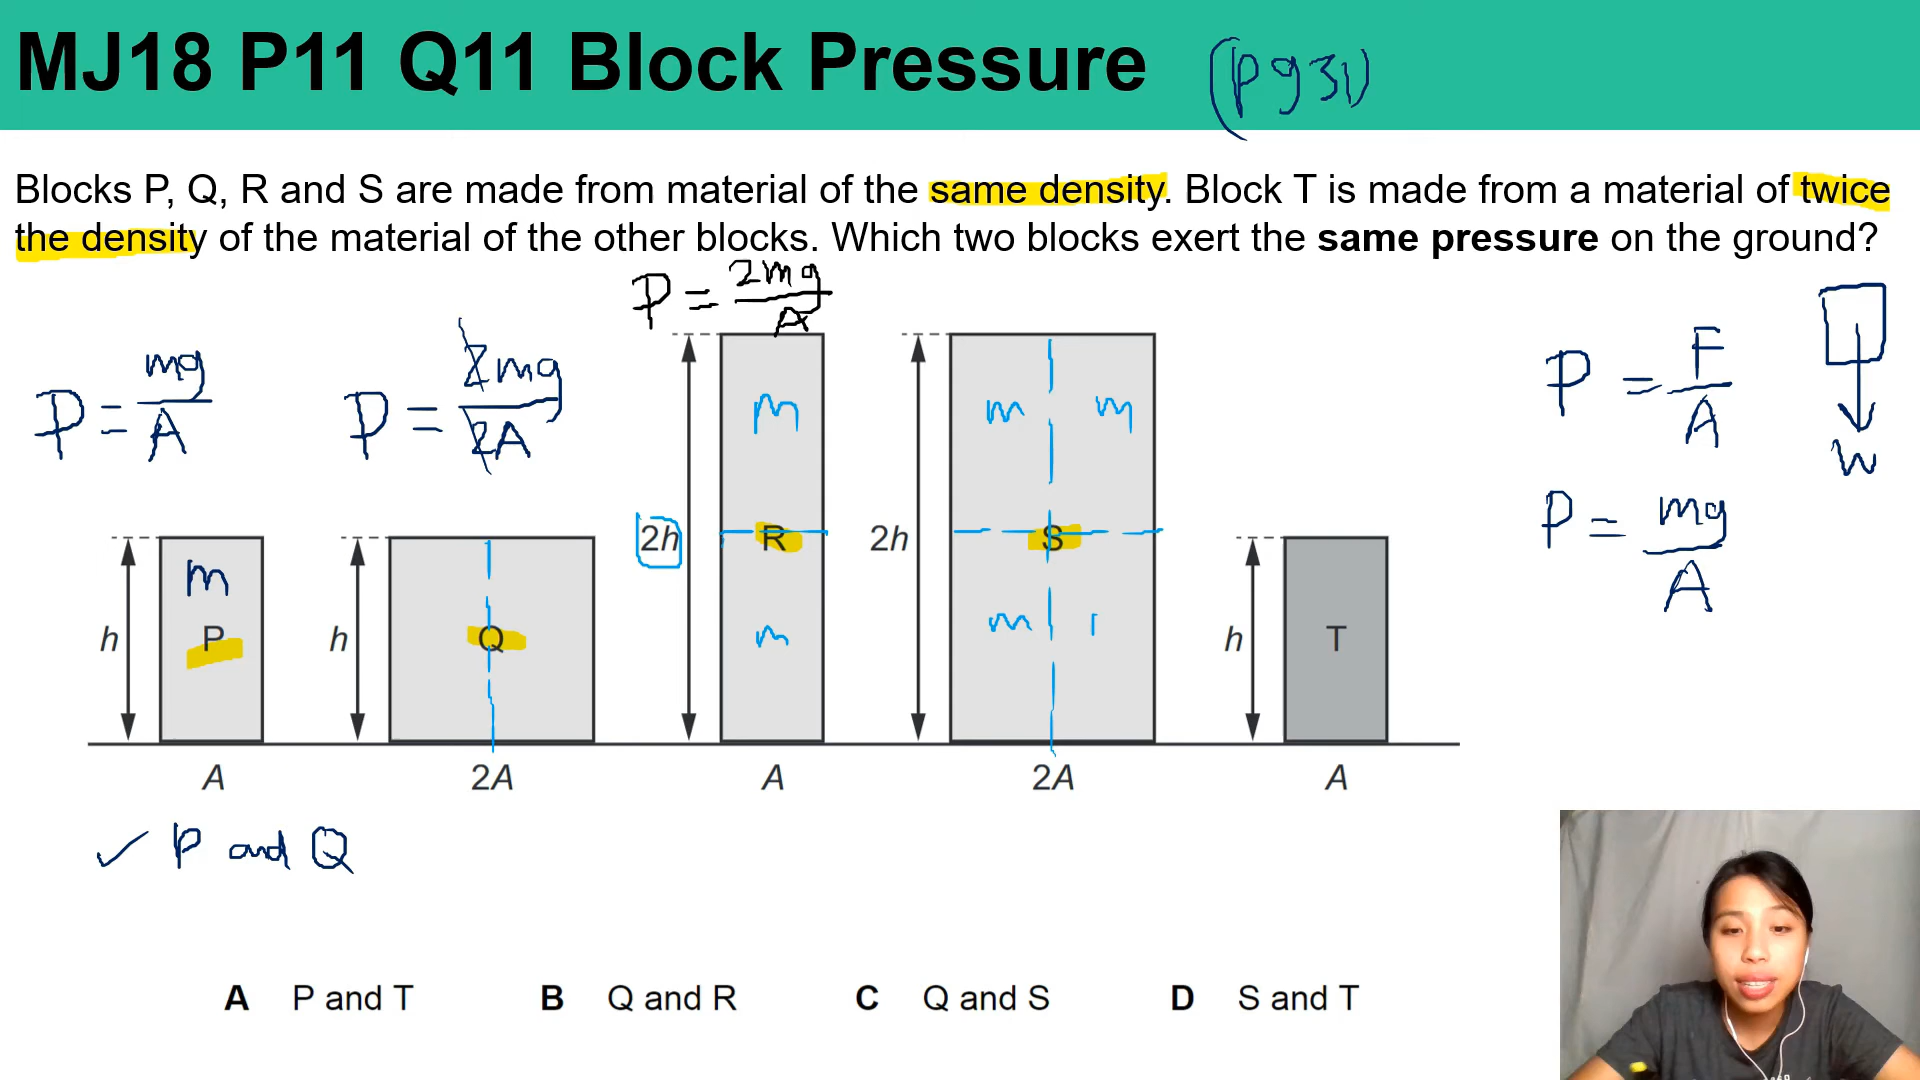 MJ18 P11 Q11 Block Pressure (pg 31)
Blocks P, Q, R and S are made from material of the same density. Block T is made from a material of twice
the density of the material of the other blocks. Which two blocks exert the same pressure on the ground?
P = mg/A
P = 2mg/2A
P = 2mg/A
P = F/A
W
P = mg/A
m
m m
2h R
2h S
m
h P
h Q
m
m
h T
A
2A
A
2A
A
✓ P and Q
A P and T
B Q and R
C Q and S
D S and T